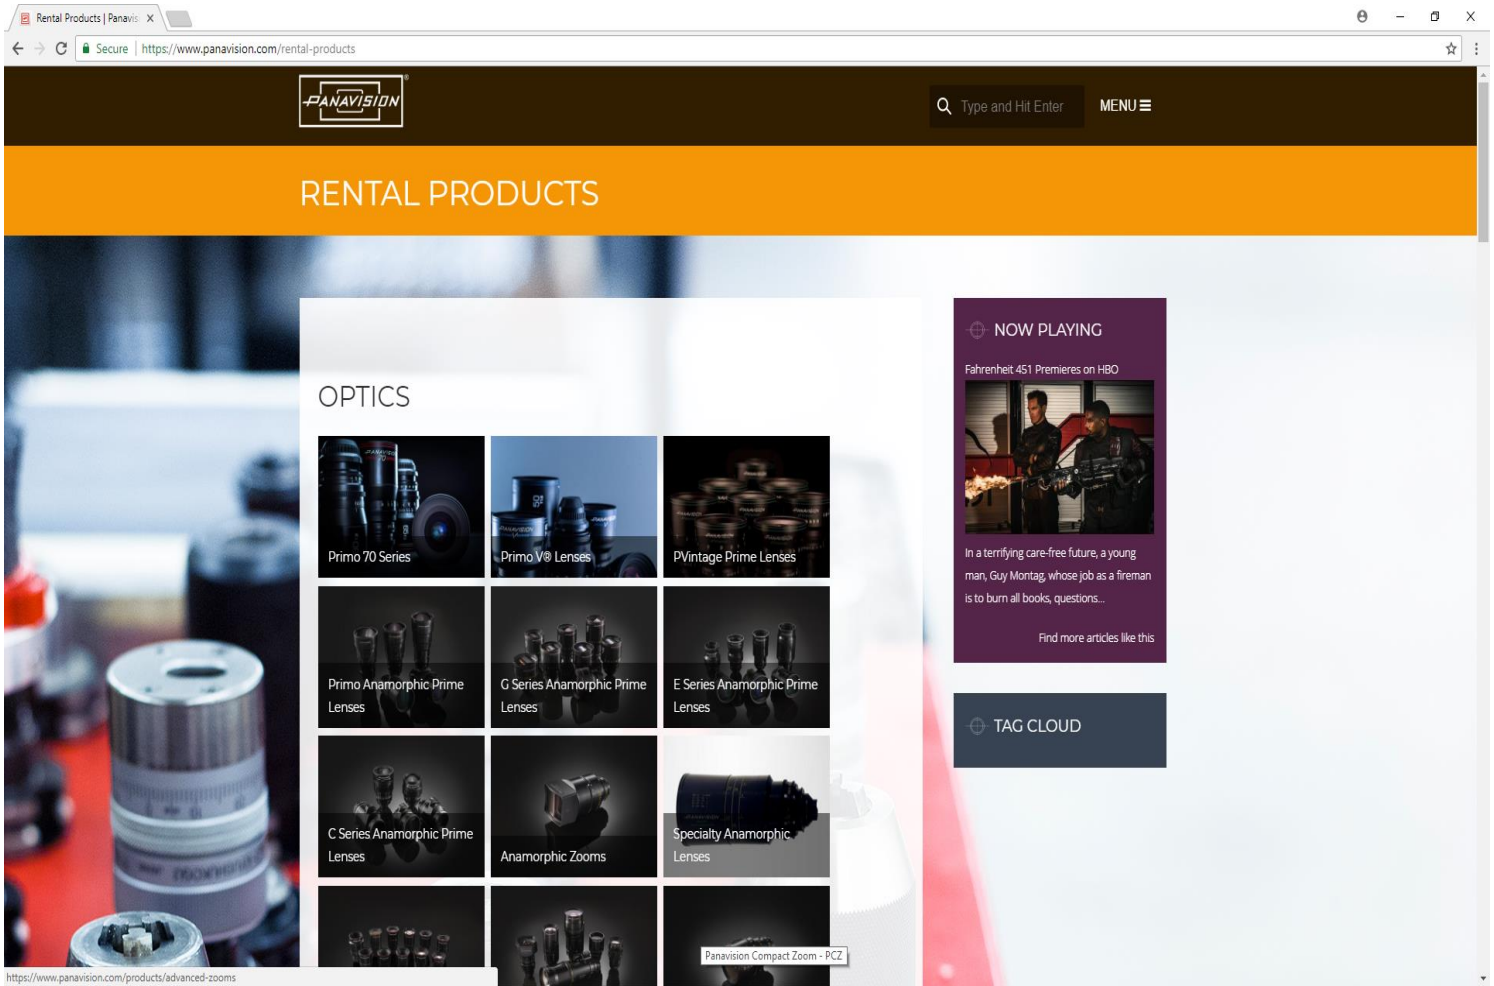 Rental Products | Panavis
Secure
https://www.panavision.com/rental-products
PANAVISION®
Type and Hit Enter
MENU
RENTAL PRODUCTS
OPTICS
Primo 70 Series
Primo V® Lenses
PVintage Prime Lenses
Primo Anamorphic Prime
Lenses
G Series Anamorphic Prime
Lenses
E Series Anamorphic Prime
Lenses
C Series Anamorphic Prime
Lenses
Anamorphic Zooms
Specialty Anamorphic
Lenses
Panavision Compact Zoom - PCZ
NOW PLAYING
Fahrenheit 451 Premieres on HBO
In a terrifying care-free future, a young
man, Guy Montag, whose job as a fireman
is to burn all books, questions...
Find more articles like this
TAG CLOUD
https://www.panavision.com/products/advanced-zooms